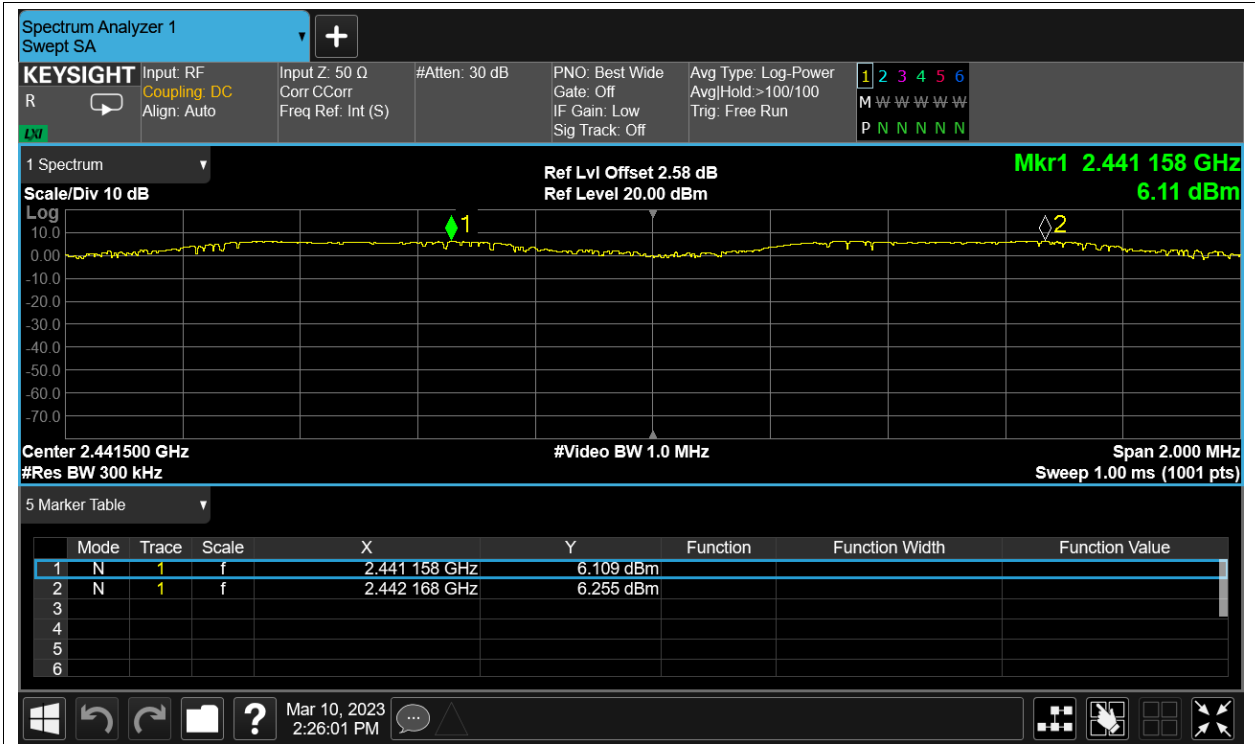 Spectrum Analyzer 1
Swept SA
KEYSIGHT Input: RF Input Z: 50 Ω #Atten: 30 dB PNO: Best Wide Avg Type: Log-Power 1 2 3 4 5 6
R Coupling: DC Corr CCorr Gate: Off Avg|Hold:>100/100 M W W W W W W
Align: Auto Freq Ref: Int (S) IF Gain: Low Trig: Free Run
LXI Sig Track: Off P N N N N N
1 Spectrum Ref Lvl Offset 2.58 dB Mkr1 2.441 158 GHz
Scale/Div 10 dB Ref Level 20.00 dBm 6.11 dBm
Log
1 2
10.0
0.00
-10.0
-20.0
-30.0
-40.0
-50.0
-60.0
-70.0
Center 2.441500 GHz #Video BW 1.0 MHz Span 2.000 MHz
#Res BW 300 kHz Sweep 1.00 ms (1001 pts)
5 Marker Table
Mode Trace Scale X Y Function Function Width Function Value
1 N 1 f 2.441 158 GHz 6.109 dBm
2 N 1 f 2.442 168 GHz 6.255 dBm
3
4
5
6
? Mar 10, 2023
2:26:01 PM